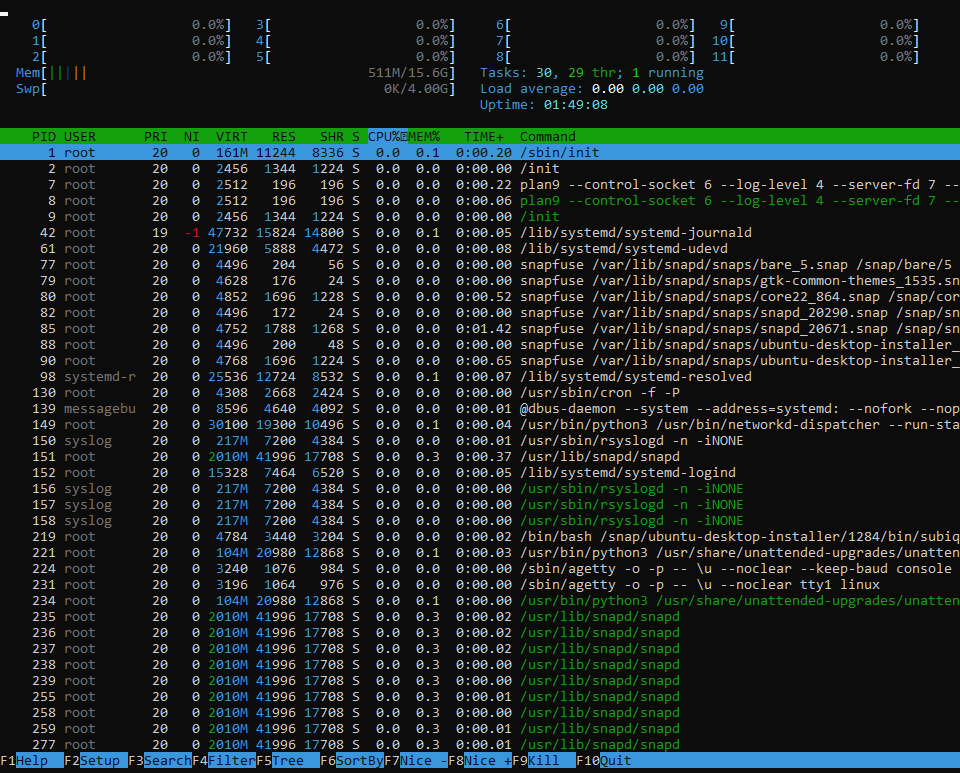 0[ 0.0%] 3[ 0.0%] 6[ 0.0%] 9[ 0.0%]
1[ 0.0%] 4[ 0.0%] 7[ 0.0%] 10[ 0.0%]
2[ 0.0%] 5[ 0.0%] 8[ 0.0%] 11[ 0.0%]
Mem[||||| 511M/15.6G] Tasks: 30, 29 thr; 1 running
Swp[ 0K/4.00G] Load average: 0.00 0.00 0.00
Uptime: 01:49:08
PID USER PRI NI VIRT RES SHR S CPU% MEM% TIME+ Command
1 root 20 0 161M 11244 8336 S 0.0 0.1 0:00.20 /sbin/init
2 root 20 0 2456 1344 1224 S 0.0 0.0 0:00.00 /init
7 root 20 0 2512 196 196 S 0.0 0.0 0:00.22 plan9 --control-socket 6 --log-level 4 --server-fd 7 --
8 root 20 0 2512 196 196 S 0.0 0.0 0:00.06 plan9 --control-socket 6 --log-level 4 --server-fd 7 --
9 root 20 0 2456 1344 1224 S 0.0 0.0 0:00.00 /init
42 root 19 -1 47732 15824 14800 S 0.0 0.1 0:00.05 /lib/systemd/systemd-journald
61 root 20 0 21960 5888 4472 S 0.0 0.0 0:00.08 /lib/systemd/systemd-udevd
77 root 20 0 4496 204 56 S 0.0 0.0 0:00.00 snapfuse /var/lib/snapd/snaps/bare_5.snap /snap/bare/5
79 root 20 0 4628 176 24 S 0.0 0.0 0:00.00 snapfuse /var/lib/snapd/snaps/gtk-common-themes_1535.sn
80 root 20 0 4852 1696 1228 S 0.0 0.0 0:00.52 snapfuse /var/lib/snapd/snaps/core22_864.snap /snap/cor
82 root 20 0 4496 172 24 S 0.0 0.0 0:00.00 snapfuse /var/lib/snapd/snaps/snapd_20290.snap /snap/sn
85 root 20 0 4752 1788 1268 S 0.0 0.0 0:01.42 snapfuse /var/lib/snapd/snaps/snapd_20671.snap /snap/sn
88 root 20 0 4496 200 48 S 0.0 0.0 0:00.00 snapfuse /var/lib/snapd/snaps/ubuntu-desktop-installer_
90 root 20 0 4768 1696 1224 S 0.0 0.0 0:00.65 snapfuse /var/lib/snapd/snaps/ubuntu-desktop-installer_
98 systemd-r 20 0 25536 12724 8532 S 0.0 0.1 0:00.07 /lib/systemd/systemd-resolved
130 root 20 0 4308 2668 2424 S 0.0 0.0 0:00.00 /usr/sbin/cron -f -P
139 messagebu 20 0 8596 4640 4092 S 0.0 0.0 0:00.01 @dbus-daemon --system --address=systemd: --nofork --nop
149 root 20 0 30100 19300 10496 S 0.0 0.1 0:00.04 /usr/bin/python3 /usr/bin/networkd-dispatcher --run-sta
150 syslog 20 0 217M 7200 4384 S 0.0 0.0 0:00.01 /usr/sbin/rsyslogd -n -iNONE
151 root 20 0 2010M 41996 17708 S 0.0 0.3 0:00.37 /usr/lib/snapd/snapd
152 root 20 0 15328 7464 6520 S 0.0 0.0 0:00.05 /lib/systemd/systemd-logind
156 syslog 20 0 217M 7200 4384 S 0.0 0.0 0:00.00 /usr/sbin/rsyslogd -n -iNONE
157 syslog 20 0 217M 7200 4384 S 0.0 0.0 0:00.00 /usr/sbin/rsyslogd -n -iNONE
158 syslog 20 0 217M 7200 4384 S 0.0 0.0 0:00.00 /usr/sbin/rsyslogd -n -iNONE
219 root 20 0 4784 3440 3204 S 0.0 0.0 0:00.02 /bin/bash /snap/ubuntu-desktop-installer/1284/bin/subiq
221 root 20 0 104M 20980 12868 S 0.0 0.1 0:00.03 /usr/bin/python3 /usr/share/unattended-upgrades/unatten
224 root 20 0 3240 1076 984 S 0.0 0.0 0:00.00 /sbin/agetty -o -p -- \u --noclear --keep-baud console
231 root 20 0 3196 1064 976 S 0.0 0.0 0:00.00 /sbin/agetty -o -p -- \u --noclear tty1 linux
234 root 20 0 104M 20980 12868 S 0.0 0.1 0:00.00 /usr/bin/python3 /usr/share/unattended-upgrades/unatten
235 root 20 0 2010M 41996 17708 S 0.0 0.3 0:00.02 /usr/lib/snapd/snapd
236 root 20 0 2010M 41996 17708 S 0.0 0.3 0:00.02 /usr/lib/snapd/snapd
237 root 20 0 2010M 41996 17708 S 0.0 0.3 0:00.02 /usr/lib/snapd/snapd
238 root 20 0 2010M 41996 17708 S 0.0 0.3 0:00.00 /usr/lib/snapd/snapd
239 root 20 0 2010M 41996 17708 S 0.0 0.3 0:00.00 /usr/lib/snapd/snapd
255 root 20 0 2010M 41996 17708 S 0.0 0.3 0:00.01 /usr/lib/snapd/snapd
258 root 20 0 2010M 41996 17708 S 0.0 0.3 0:00.00 /usr/lib/snapd/snapd
259 root 20 0 2010M 41996 17708 S 0.0 0.3 0:00.01 /usr/lib/snapd/snapd
277 root 20 0 2010M 41996 17708 S 0.0 0.3 0:00.01 /usr/lib/snapd/snapd
F1Help F2Setup F3SearchF4FilterF5Tree F6SortByF7Nice -F8Nice +F9Kill F10Quit